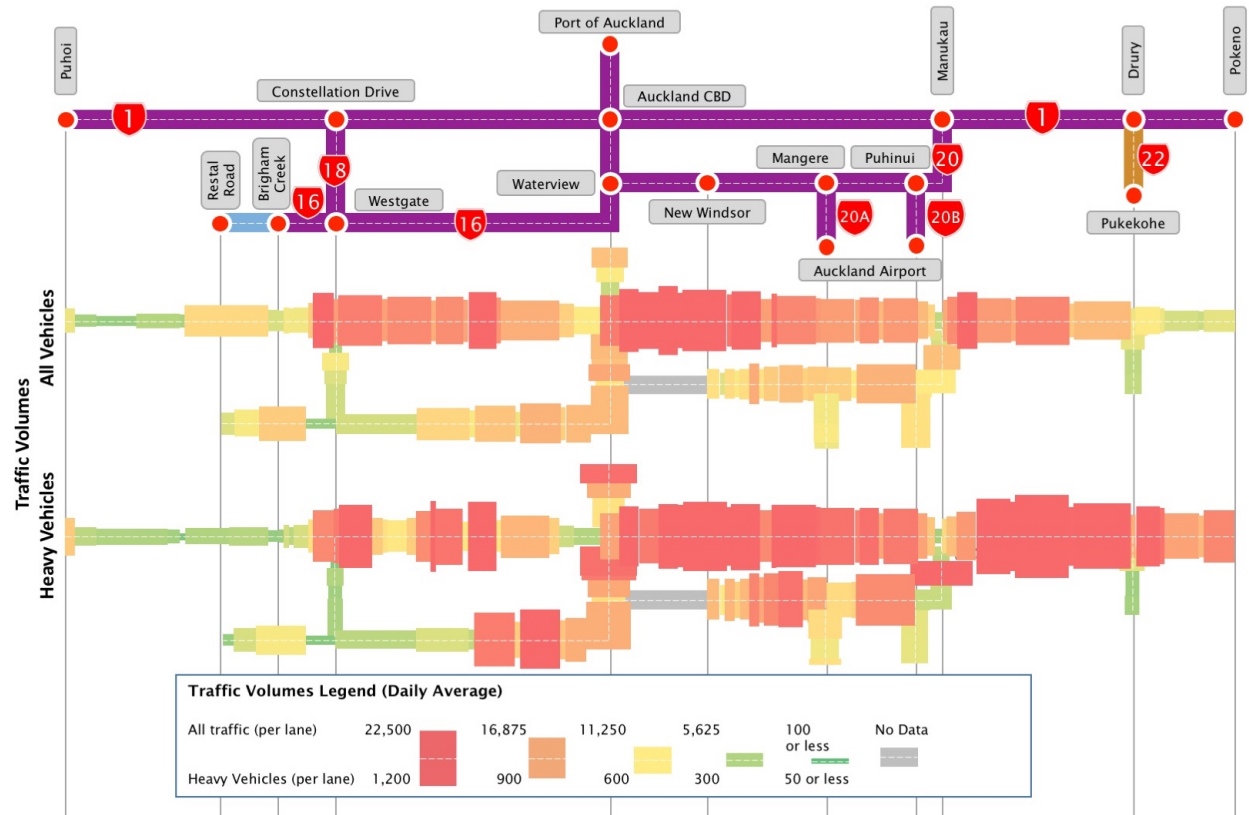 Port of Auckland
Puhoi
Manukau
Drury
Pokeno
Constellation Drive
Auckland CBD
1
1
Restal
Road
Brigham
Creek
18
16
Westgate
16
Waterview
New Windsor
Mangere
Puhinui
20
20A
20B
22
Pukekohe
Auckland Airport
Traffic Volumes
All Vehicles
Heavy Vehicles
Traffic Volumes Legend (Daily Average)
All traffic (per lane) 22,500 16,875 11,250 5,625 100 or less No Data
Heavy Vehicles (per lane) 1,200 900 600 300 50 or less